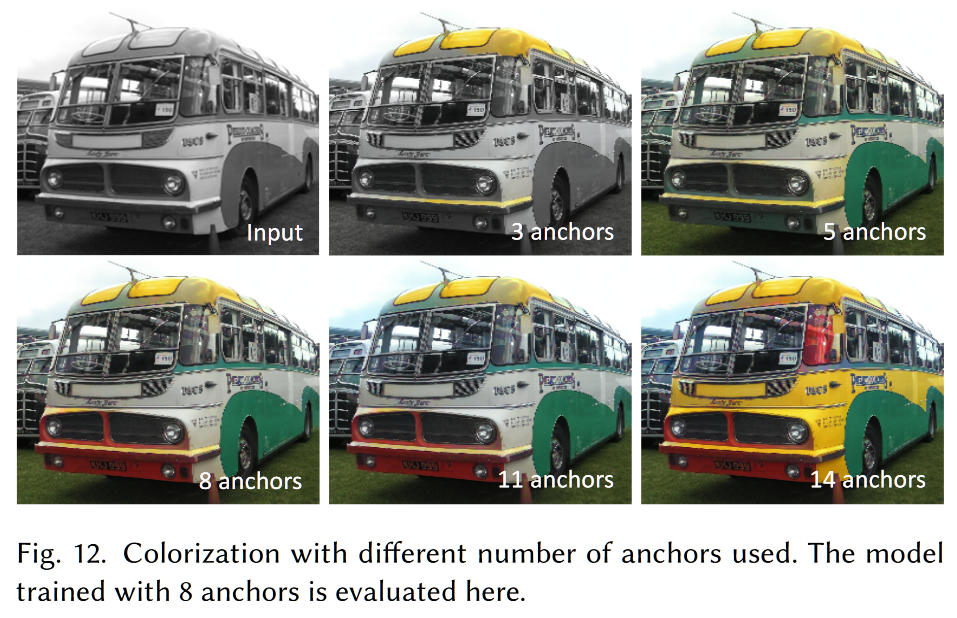 Input
3 anchors
5 anchors
8 anchors
11 anchors
14 anchors
Fig. 12. Colorization with different number of anchors used. The model
trained with 8 anchors is evaluated here.